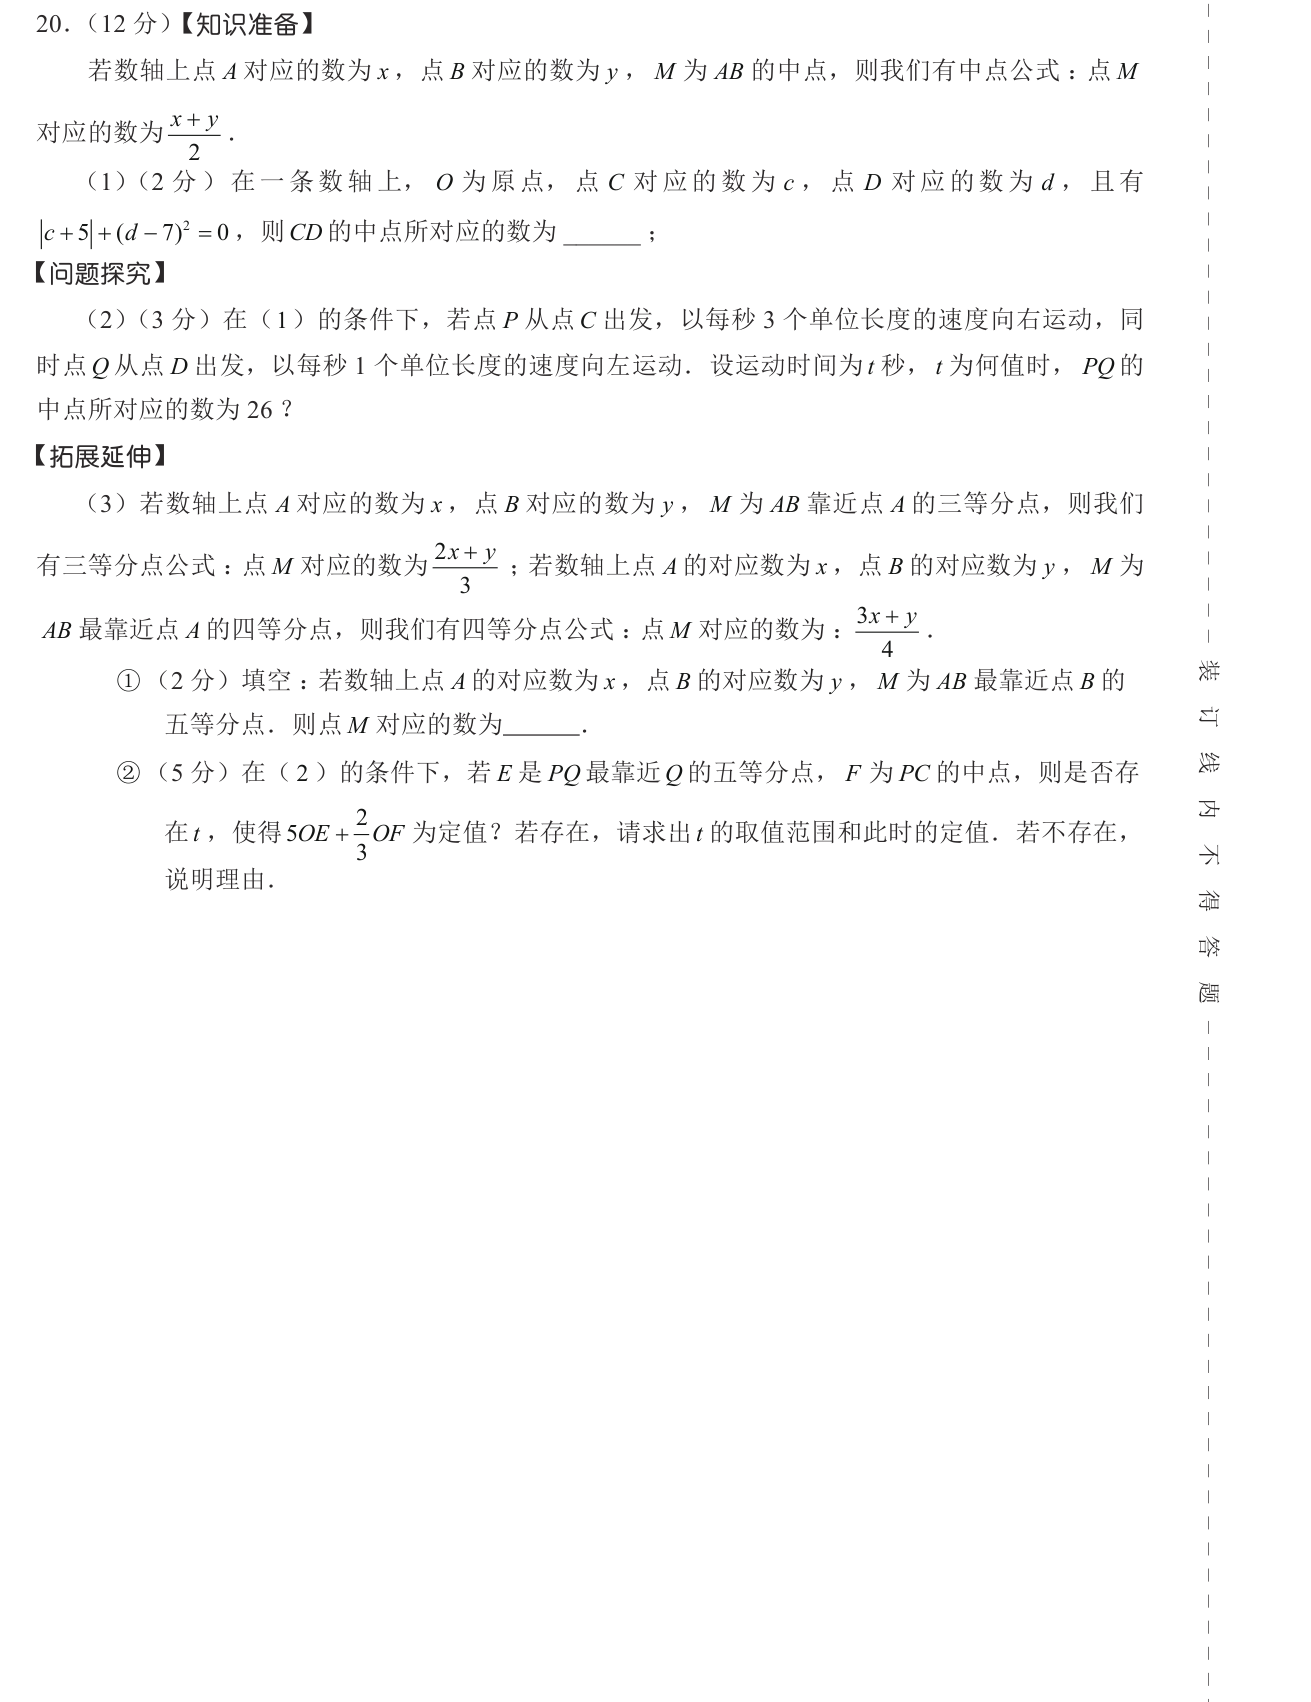 20.（12 分）【知识准备】
若数轴上点 A 对应的数为 x，点 B 对应的数为 y，M 为 AB 的中点，则我们有中点公式：点 M
对应的数为 \frac{x+y}{2}．
（1）（2 分）在一条数轴上，O 为原点，点 C 对应的数为 c，点 D 对应的数为 d，且有
|c+5|+(d−7)²=0，则 CD 的中点所对应的数为 ______；
【问题探究】
（2）（3 分）在（1）的条件下，若点 P 从点 C 出发，以每秒 3 个单位长度的速度向右运动，同
时点 Q 从点 D 出发，以每秒 1 个单位长度的速度向左运动．设运动时间为 t 秒，t 为何值时，PQ 的
中点所对应的数为 26？
【拓展延伸】
（3）若数轴上点 A 对应的数为 x，点 B 对应的数为 y，M 为 AB 靠近点 A 的三等分点，则我们
有三等分点公式：点 M 对应的数为 \frac{2x+y}{3}；若数轴上点 A 的对应数为 x，点 B 的对应数为 y，M 为
AB 最靠近点 A 的四等分点，则我们有四等分点公式：点 M 对应的数为：\frac{3x+y}{4}．
①（2 分）填空：若数轴上点 A 的对应数为 x，点 B 的对应数为 y，M 为 AB 最靠近点 B 的
五等分点．则点 M 对应的数为______．
②（5 分）在（2）的条件下，若 E 是 PQ 最靠近 Q 的五等分点，F 为 PC 的中点，则是否存
在 t，使得 5OE+\frac{2}{3}OF 为定值？若存在，请求出 t 的取值范围和此时的定值．若不存在，
说明理由．
装订线内不得答题